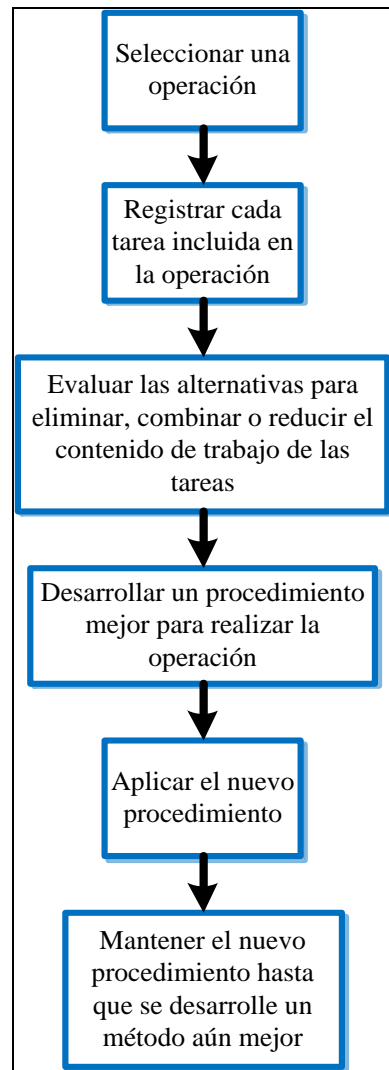 Seleccionar una
operación
Registrar cada
tarea incluida en
la operación
Evaluar las alternativas para
eliminar, combinar o reducir el
contenido de trabajo de las
tareas
Desarrollar un procedimiento
mejor para realizar la
operación
Aplicar el nuevo
procedimiento
Mantener el nuevo
procedimiento hasta
que se desarrolle un
método aún mejor